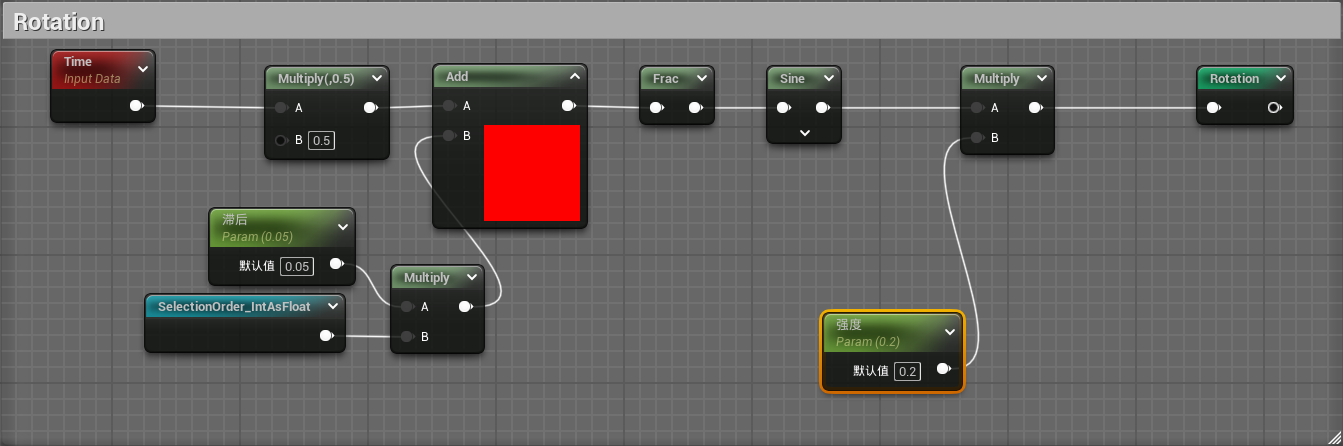 Rotation
Time
Input Data
Multiply(,0.5)
A
B 0.5
Add
A
B
Frac
Sine
Multiply
A
B
Rotation
滞后
Param (0.05)
默认值 0.05
SelectionOrder_IntAsFloat
Multiply
A
B
强度
Param (0.2)
默认值 0.2